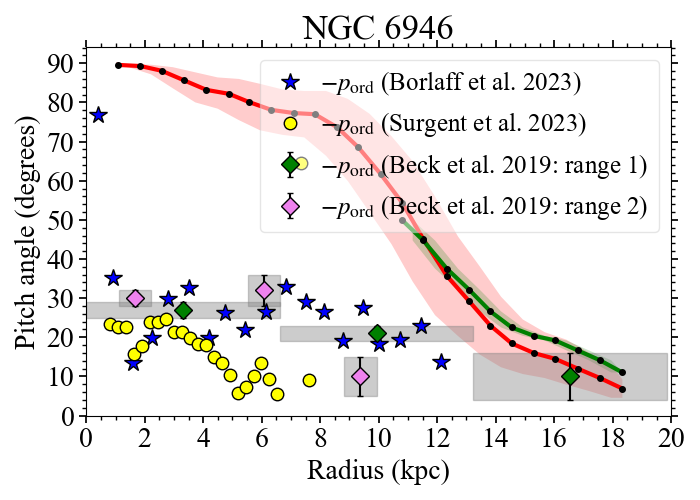 NGC 6946
Pitch angle (degrees)
90
80
70
60
50
40
30
20
10
0
−p_ord (Borlaff et al. 2023)
−p_ord (Surgent et al. 2023)
−p_ord (Beck et al. 2019: range 1)
−p_ord (Beck et al. 2019: range 2)
0 2 4 6 8 10 12 14 16 18 20
Radius (kpc)